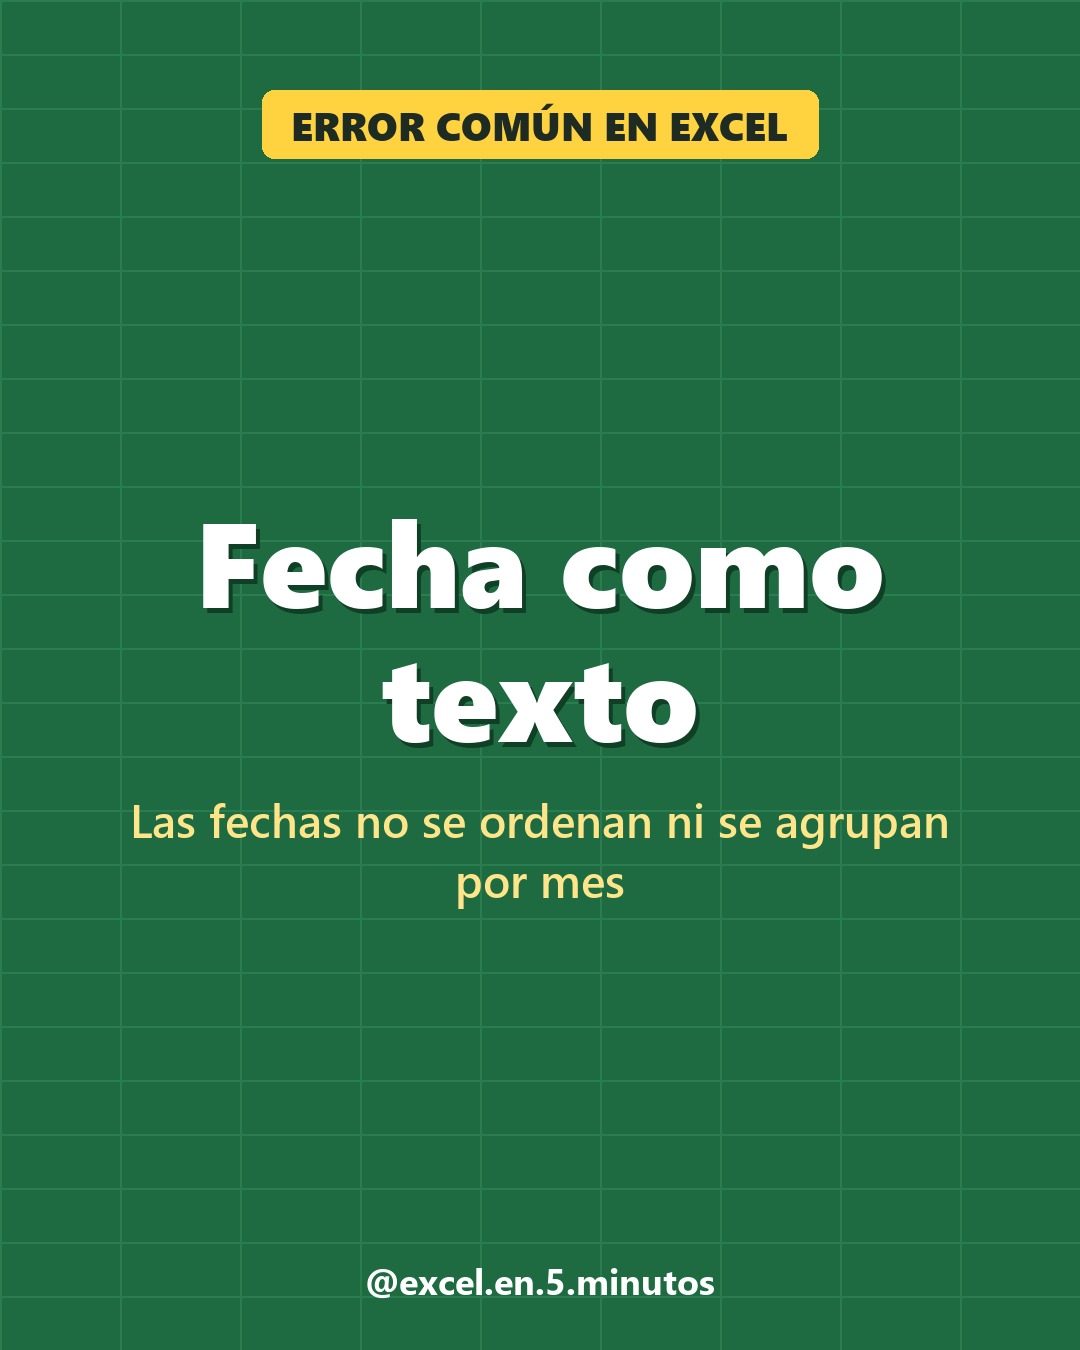 ERROR COMÚN EN EXCEL
Fecha como
texto
Las fechas no se ordenan ni se agrupan
por mes
@excel.en.5.minutos